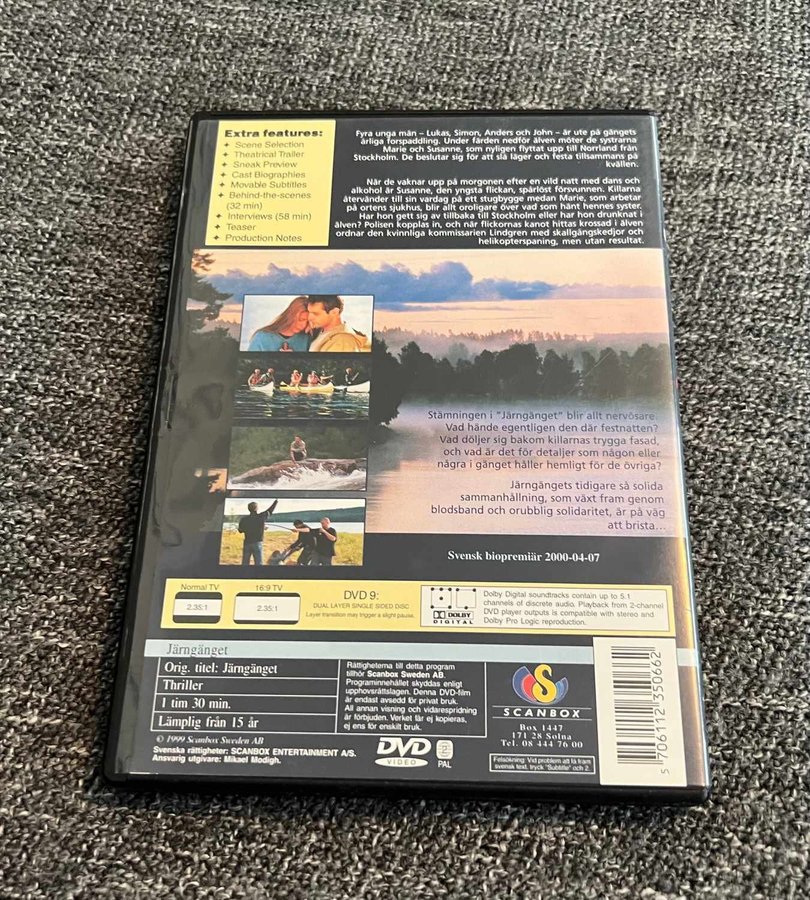 Extra features:
✦ Scene Selection
✦ Theatrical Trailer
✦ Sneak Preview
✦ Cast Biographies
✦ Movable Subtitles
✦ Behind-the-scenes
(32 min)
✦ Interviews (58 min)
✦ Teaser
✦ Production Notes
Fyra unga män – Lukas, Simon, Anders och John – är ute på gängets
årliga forspaddling. Under färden nedför älven möter de systrarna
Marie och Susanne, som nyligen flyttat upp till Norrland från
Stockholm. De beslutar sig för att slå läger och festa tillsammans på
kvällen.
När de vaknar upp på morgonen efter en vild natt med dans och
alkohol är Susanne, den yngsta flickan, spårlöst försvunnen. Killarna
återvänder till sin vardag på ett stugbygge medan Marie, som arbetar
på ortens sjukhus, blir allt oroligare över vad som hänt hennes syster.
Har hon gett sig av tillbaka till Stockholm eller har hon drunknat i
älven? Polisen kopplas in, och när flickornas kanot hittas krossad i älven
ordnar den kvinnliga kommissarien Lindgren med skallgångskedjor och
helikopterspaning, men utan resultat.
Stämningen i "Järngänget" blir allt nervösare.
Vad hände egentligen den där festnatten?
Vad döljer sig bakom killarnas trygga fasad,
och vad är det för detaljer som någon eller
några i gänget håller hemligt för de övriga?
Järngängets tidigare så solida
sammanhållning, som växt fram genom
blodsband och orubblig solidaritet, är på väg
att brista...
Svensk biopremiär 2000-04-07
Normal TV
2.35:1
16:9 TV
2.35:1
DVD 9:
DUAL LAYER SINGLE SIDED DISC
Layer transition may trigger a slight pause.
DOLBY
DIGITAL
Dolby Digital soundtracks contain up to 5.1
channels of discrete audio. Playback from 2-channel
DVD player outputs is compatible with stereo and
Dolby Pro Logic reproduction.
Järngänget
Orig. titel: Järngänget
Thriller
1 tim 30 min.
Lämplig från 15 år
© 1999 Scanbox Sweden AB
Svenska rättigheter: SCANBOX ENTERTAINMENT A/S.
Ansvarig utgivare: Mikael Modigh.
Rättigheterna till detta program
tillhör Scanbox Sweden AB.
Programinnehållet skyddas enligt
upphovsrättslagen. Denna DVD-film
är endast avsedd för privat bruk.
All annan visning och vidarespridning
är förbjuden. Verket får ej kopieras,
ej ens för enskilt bruk.
DVD
VIDEO
2
PAL
S
SCANBOX
Box 1447
171 28 Solna
Tel. 08 444 76 00
Felsökning: Vid problem att få fram
svensk text, tryck "Subtitle" och 2.
5 706112 350662